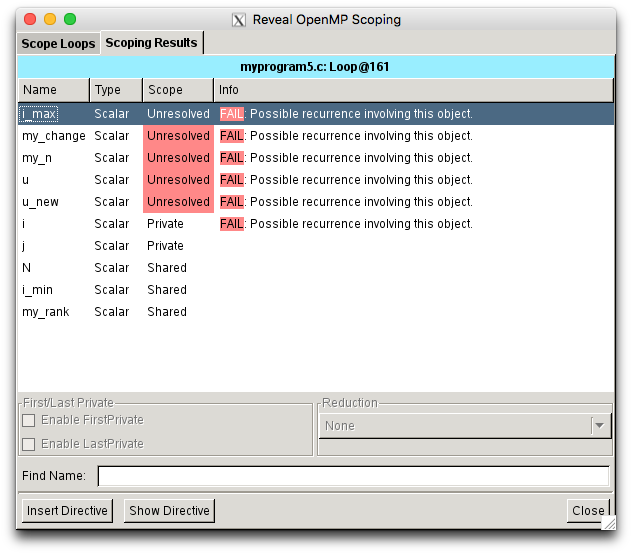 Reveal OpenMP Scoping
Scope Loops Scoping Results
myprogram5.c: Loop@161
Name Type Scope Info
i_max Scalar Unresolved FAIL: Possible recurrence involving this object.
my_change Scalar Unresolved FAIL: Possible recurrence involving this object.
my_n Scalar Unresolved FAIL: Possible recurrence involving this object.
u Scalar Unresolved FAIL: Possible recurrence involving this object.
u_new Scalar Unresolved FAIL: Possible recurrence involving this object.
i Scalar Private FAIL: Possible recurrence involving this object.
j Scalar Private
N Scalar Shared
i_min Scalar Shared
my_rank Scalar Shared
First/Last Private Reduction
Enable FirstPrivate None
Enable LastPrivate
Find Name:
Insert Directive Show Directive Close